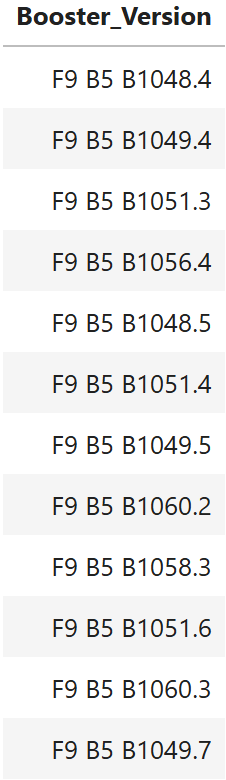 Booster_Version
F9 B5 B1048.4
F9 B5 B1049.4
F9 B5 B1051.3
F9 B5 B1056.4
F9 B5 B1048.5
F9 B5 B1051.4
F9 B5 B1049.5
F9 B5 B1060.2
F9 B5 B1058.3
F9 B5 B1051.6
F9 B5 B1060.3
F9 B5 B1049.7